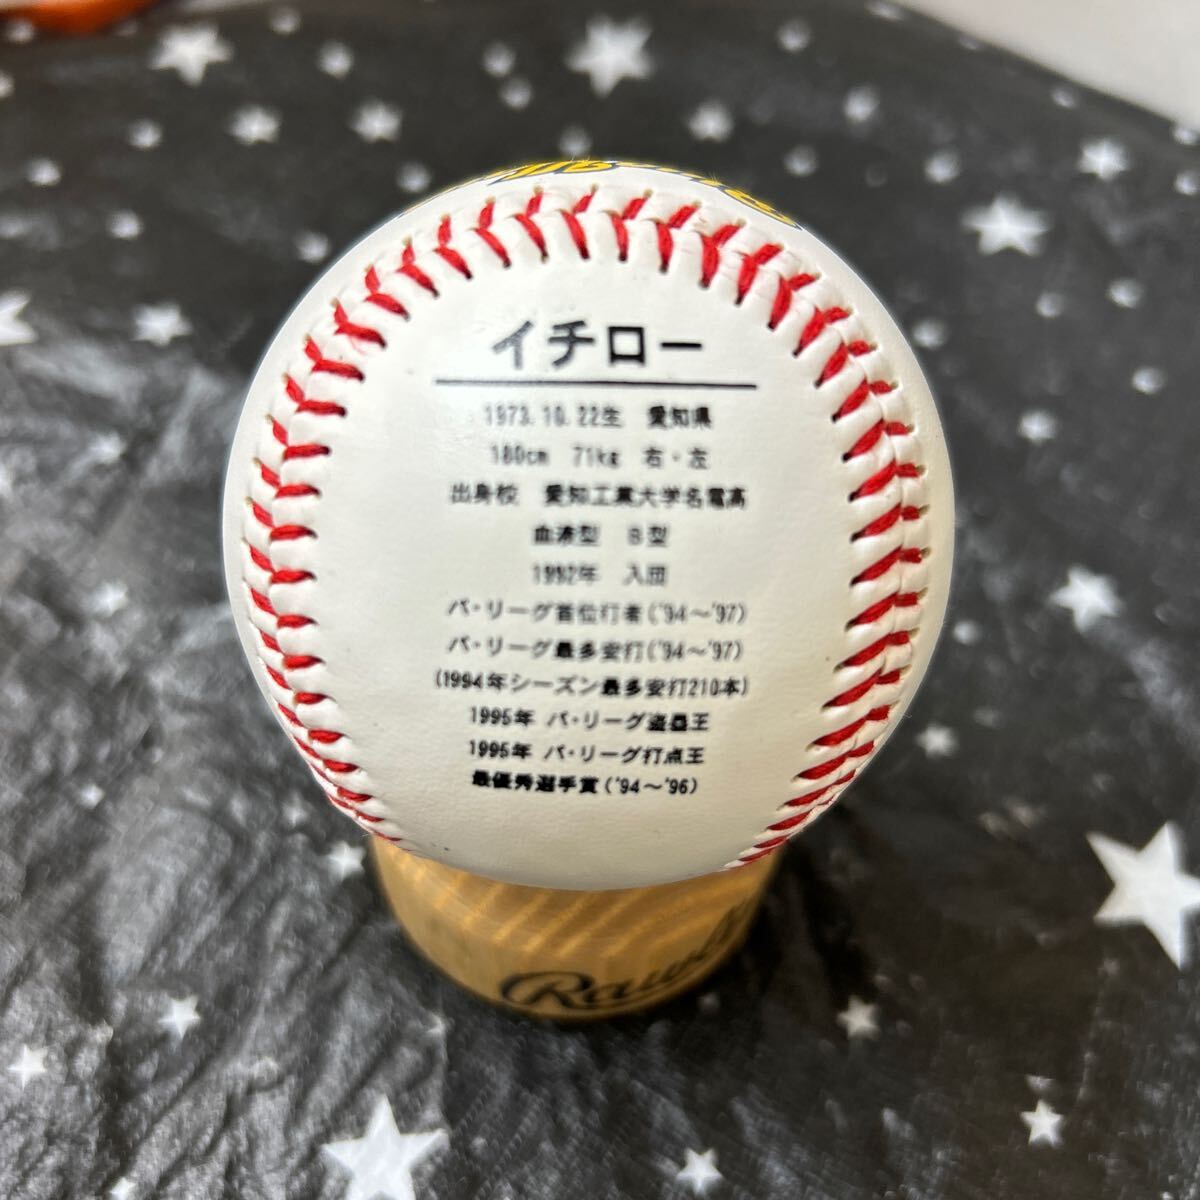 イチロー
1973.10.22生 愛知県
180cm 71kg 右・左
出身校 愛知工業大学名電高
血液型 B型
1992年 入団
パ・リーグ首位打者('94～'97)
パ・リーグ最多安打('94～'97)
(1994年シーズン最多安打210本)
1995年 パ・リーグ盗塁王
1995年 パ・リーグ打点王
最優秀選手賞('94～'96)